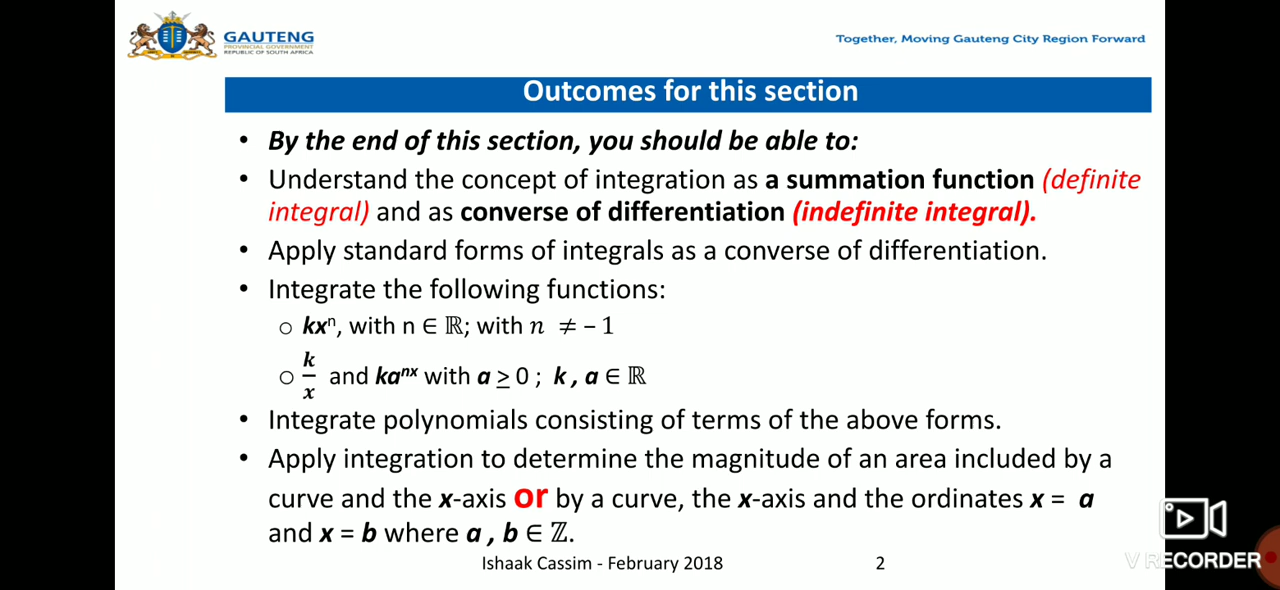 GAUTENG
PROVINCIAL GOVERNMENT
REPUBLIC OF SOUTH AFRICA
Together, Moving Gauteng City Region Forward
Outcomes for this section
• By the end of this section, you should be able to:
• Understand the concept of integration as a summation function (definite
integral) and as converse of differentiation (indefinite integral).
• Apply standard forms of integrals as a converse of differentiation.
• Integrate the following functions:
○ kxⁿ, with n ∈ ℝ; with n ≠ − 1
○ k/x and kaⁿˣ with a ≥ 0 ; k , a ∈ ℝ
• Integrate polynomials consisting of terms of the above forms.
• Apply integration to determine the magnitude of an area included by a
curve and the x-axis or by a curve, the x-axis and the ordinates x = a
and x = b where a , b ∈ ℤ.
Ishaak Cassim - February 2018
2
V RECORDER